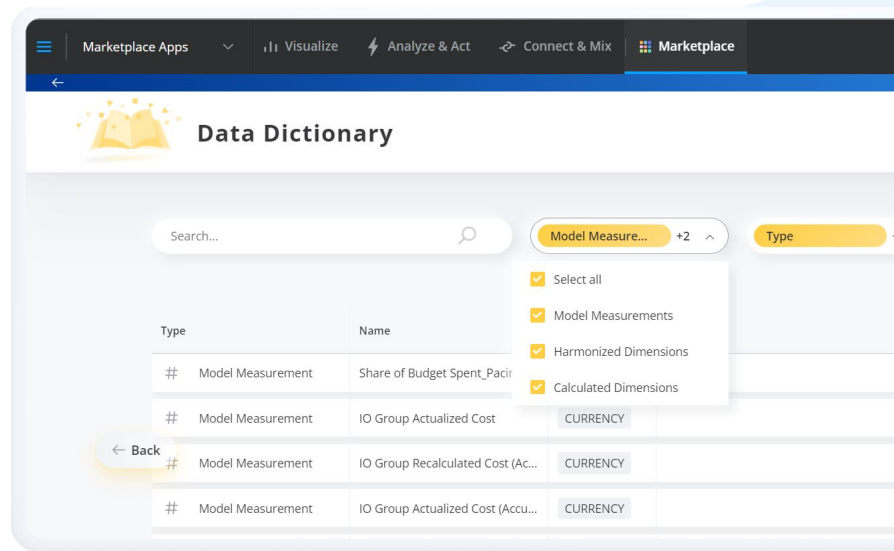 Marketplace Apps
Visualize
Analyze & Act
Connect & Mix
Marketplace
Data Dictionary
Search...
Model Measure... +2
Type
Select all
Model Measurements
Harmonized Dimensions
Calculated Dimensions
Type Name
Model Measurement Share of Budget Spent_Pacin
Model Measurement IO Group Actualized Cost CURRENCY
Back
Model Measurement IO Group Recalculated Cost (Ac... CURRENCY
Model Measurement IO Group Actualized Cost (Accu... CURRENCY